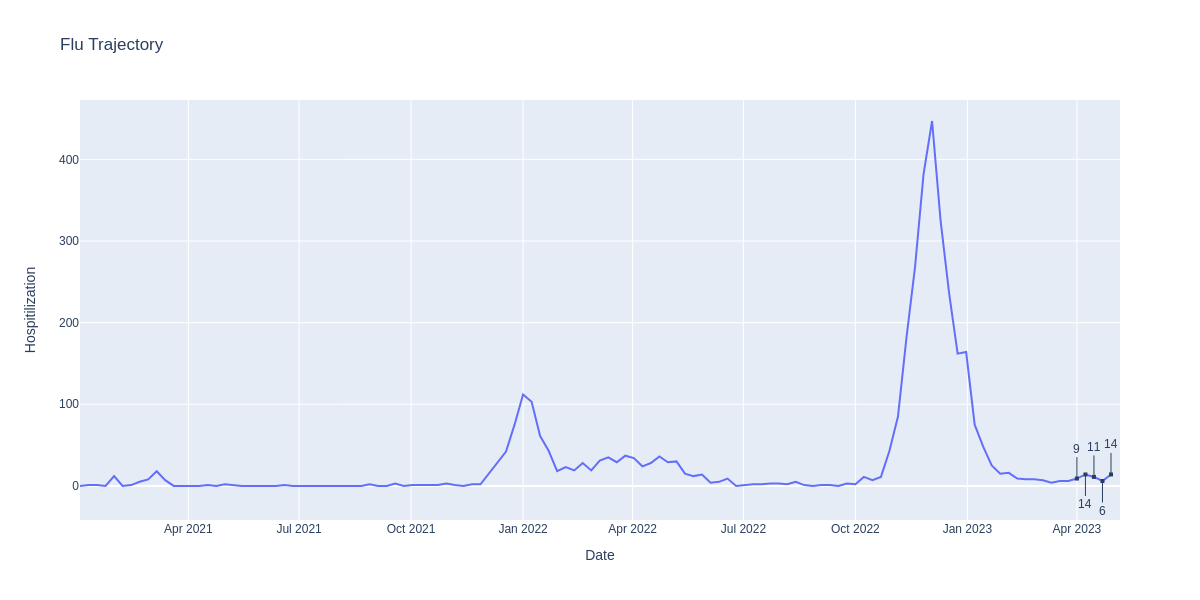 Flu Trajectory
Hospitilization
400
300
200
100
0
9
11
14
14
6
Apr 2021
Jul 2021
Oct 2021
Jan 2022
Apr 2022
Jul 2022
Oct 2022
Jan 2023
Apr 2023
Date